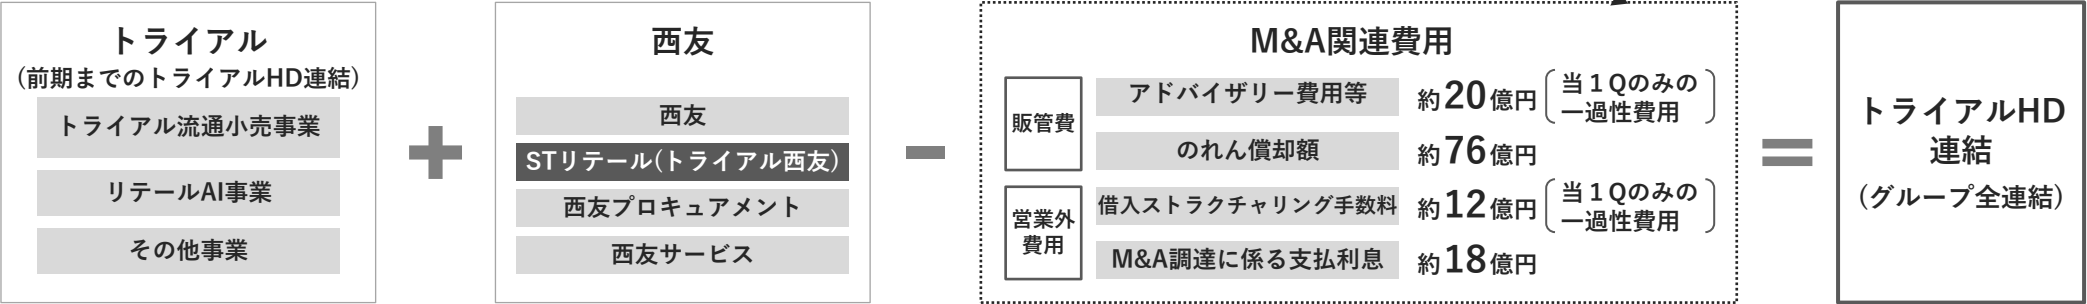 トライアル
(前期までのトライアルHD連結)
トライアル流通小売事業
リテールAI事業
その他事業
+
西友
西友
STリテール(トライアル西友)
西友プロキュアメント
西友サービス
-
M&A関連費用
販管費
アドバイザリー費用等
約20億円
当1Qのみの
一過性費用
のれん償却額
約76億円
営業外
費用
借入ストラクチャリング手数料
約12億円
当1Qのみの
一過性費用
M&A調達に係る支払利息
約18億円
=
トライアルHD
連結
(グループ全連結)